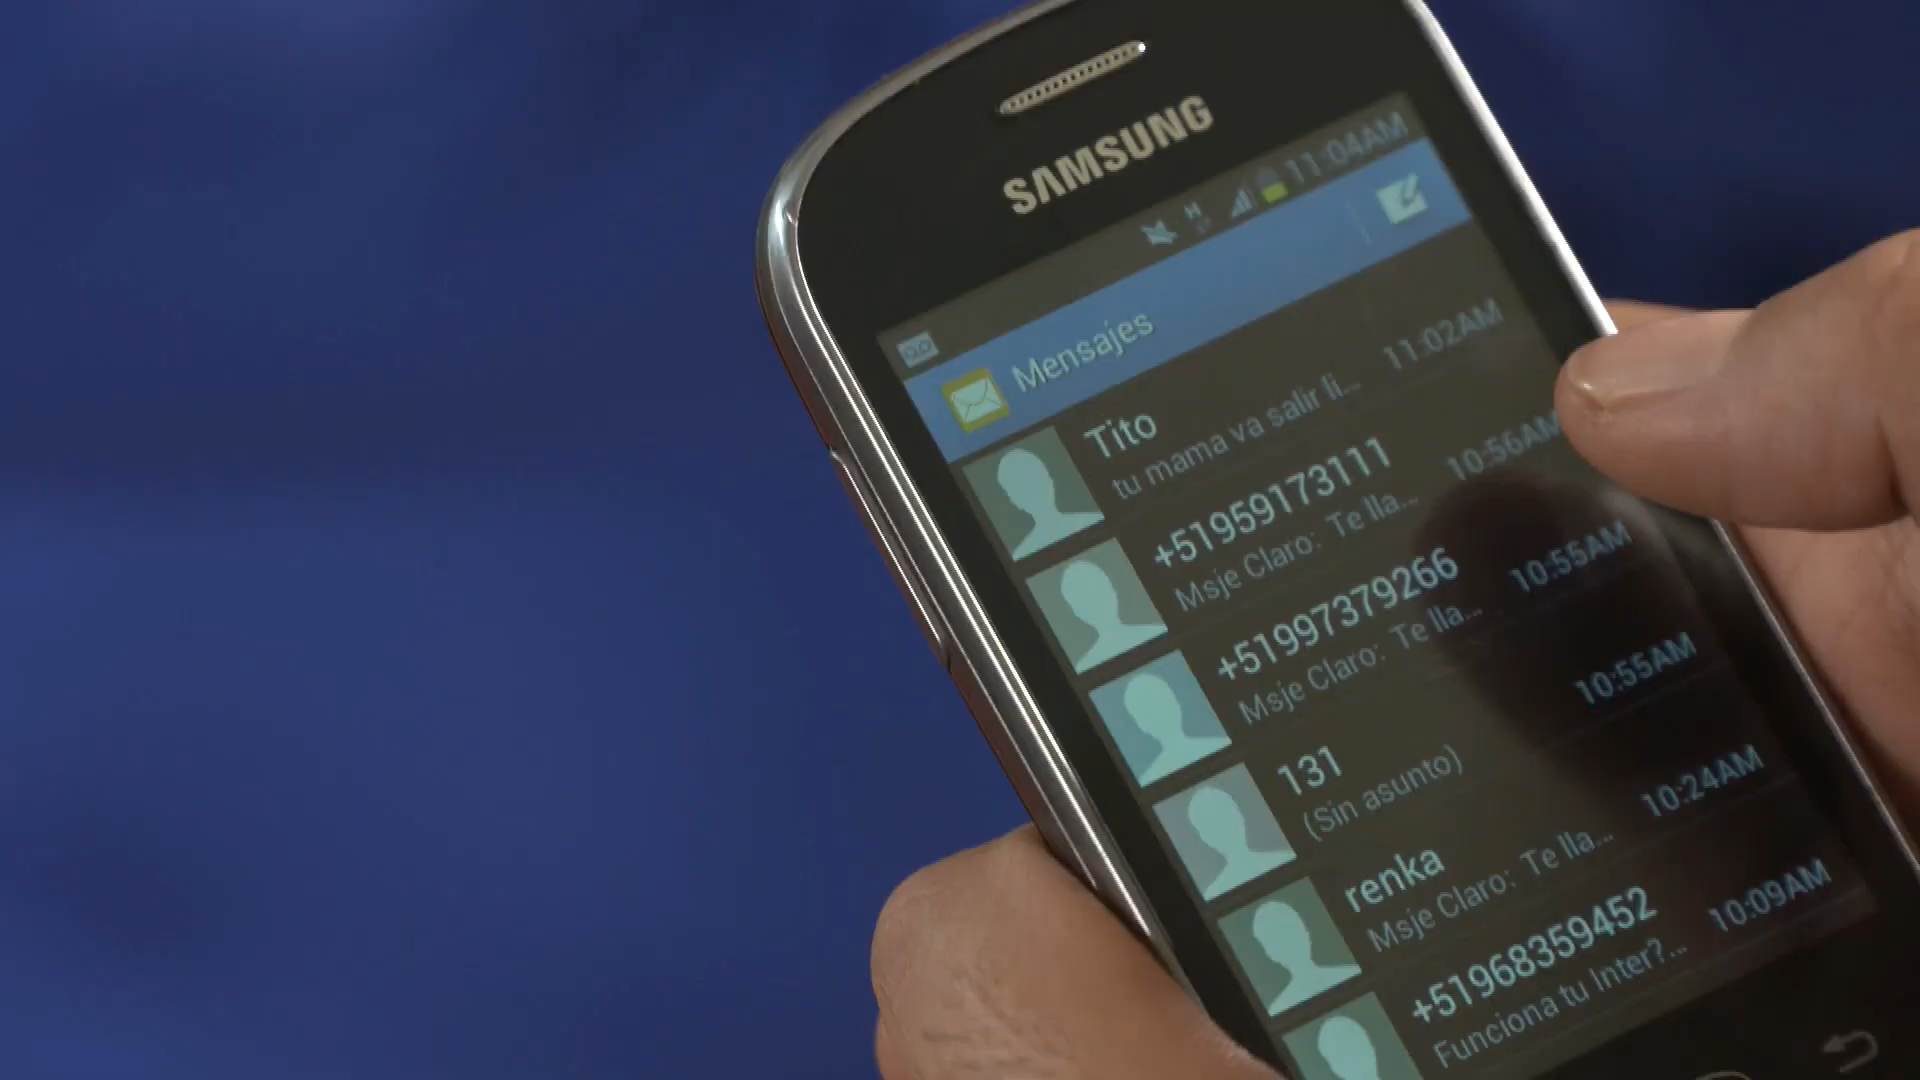 SAMSUNG
11:04AM
Mensajes
Tito
tu mama va salir li... 11:02AM
+51959173111
Msje Claro: Te lla... 10:56AM
+51997379266
Msje Claro: Te lla... 10:55AM
131
(Sin asunto) 10:55AM
renka
Msje Claro: Te lla... 10:24AM
+51968359452
Funciona tu Inter?... 10:09AM